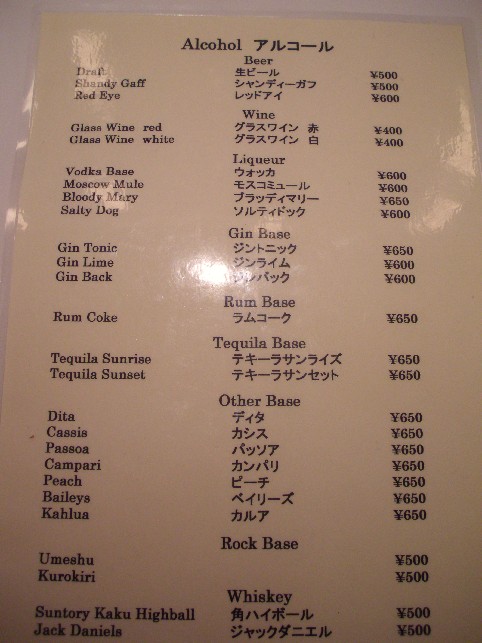 Alcohol アルコール
Beer
Draft 生ビール ¥500
Shandy Gaff シャンディーガフ ¥500
Red Eye レッドアイ ¥600
Wine
Glass Wine red グラスワイン 赤 ¥400
Glass Wine white グラスワイン 白 ¥400
Liqueur
Vodka Base ウォッカ ¥600
Moscow Mule モスコミュール ¥600
Bloody Mary ブラッディマリー ¥650
Salty Dog ソルティドック ¥600
Gin Base
Gin Tonic ジントニック ¥650
Gin Lime ジンライム ¥600
Gin Back ジンバック ¥600
Rum Base
Rum Coke ラムコーク ¥650
Tequila Base
Tequila Sunrise テキーラサンライズ ¥650
Tequila Sunset テキーラサンセット ¥650
Other Base
Dita ディタ ¥650
Cassis カシス ¥650
Passoa パッソア ¥650
Campari カンパリ ¥650
Peach ピーチ ¥650
Baileys ベイリーズ ¥650
Kahlua カルア ¥650
Rock Base
Umeshu ¥500
Kurokiri ¥500
Whiskey
Suntory Kaku Highball 角ハイボール ¥500
Jack Daniels ジャックダニエル ¥500